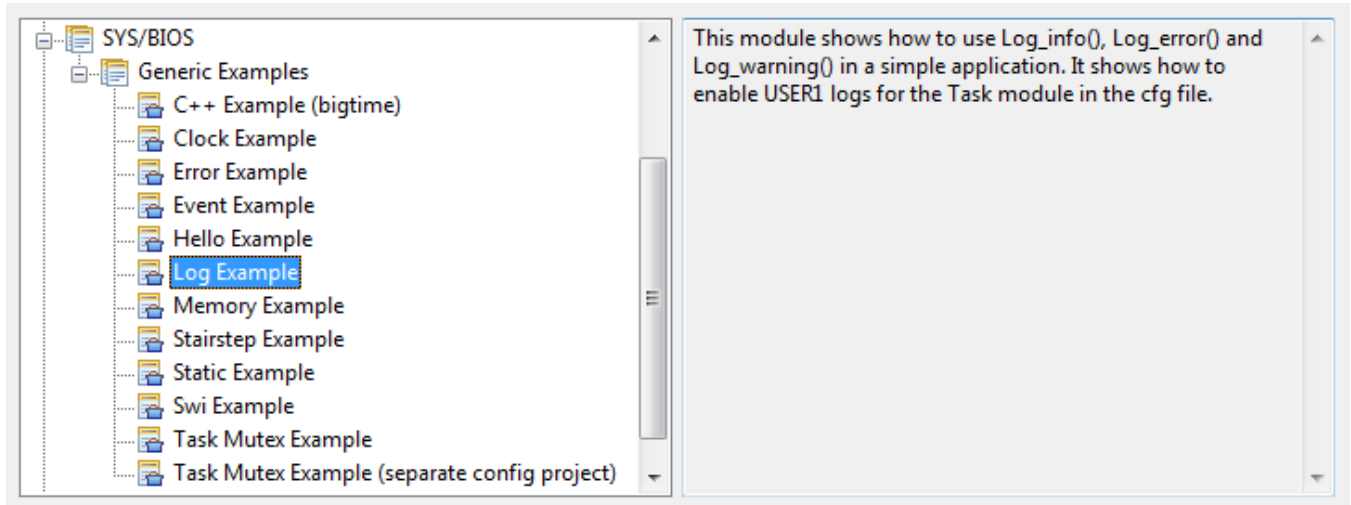 SYS/BIOS
Generic Examples
C++ Example (bigtime)
Clock Example
Error Example
Event Example
Hello Example
Log Example
Memory Example
Stairstep Example
Static Example
Swi Example
Task Mutex Example
Task Mutex Example (separate config project)
This module shows how to use Log_info(), Log_error() and
Log_warning() in a simple application. It shows how to
enable USER1 logs for the Task module in the cfg file.